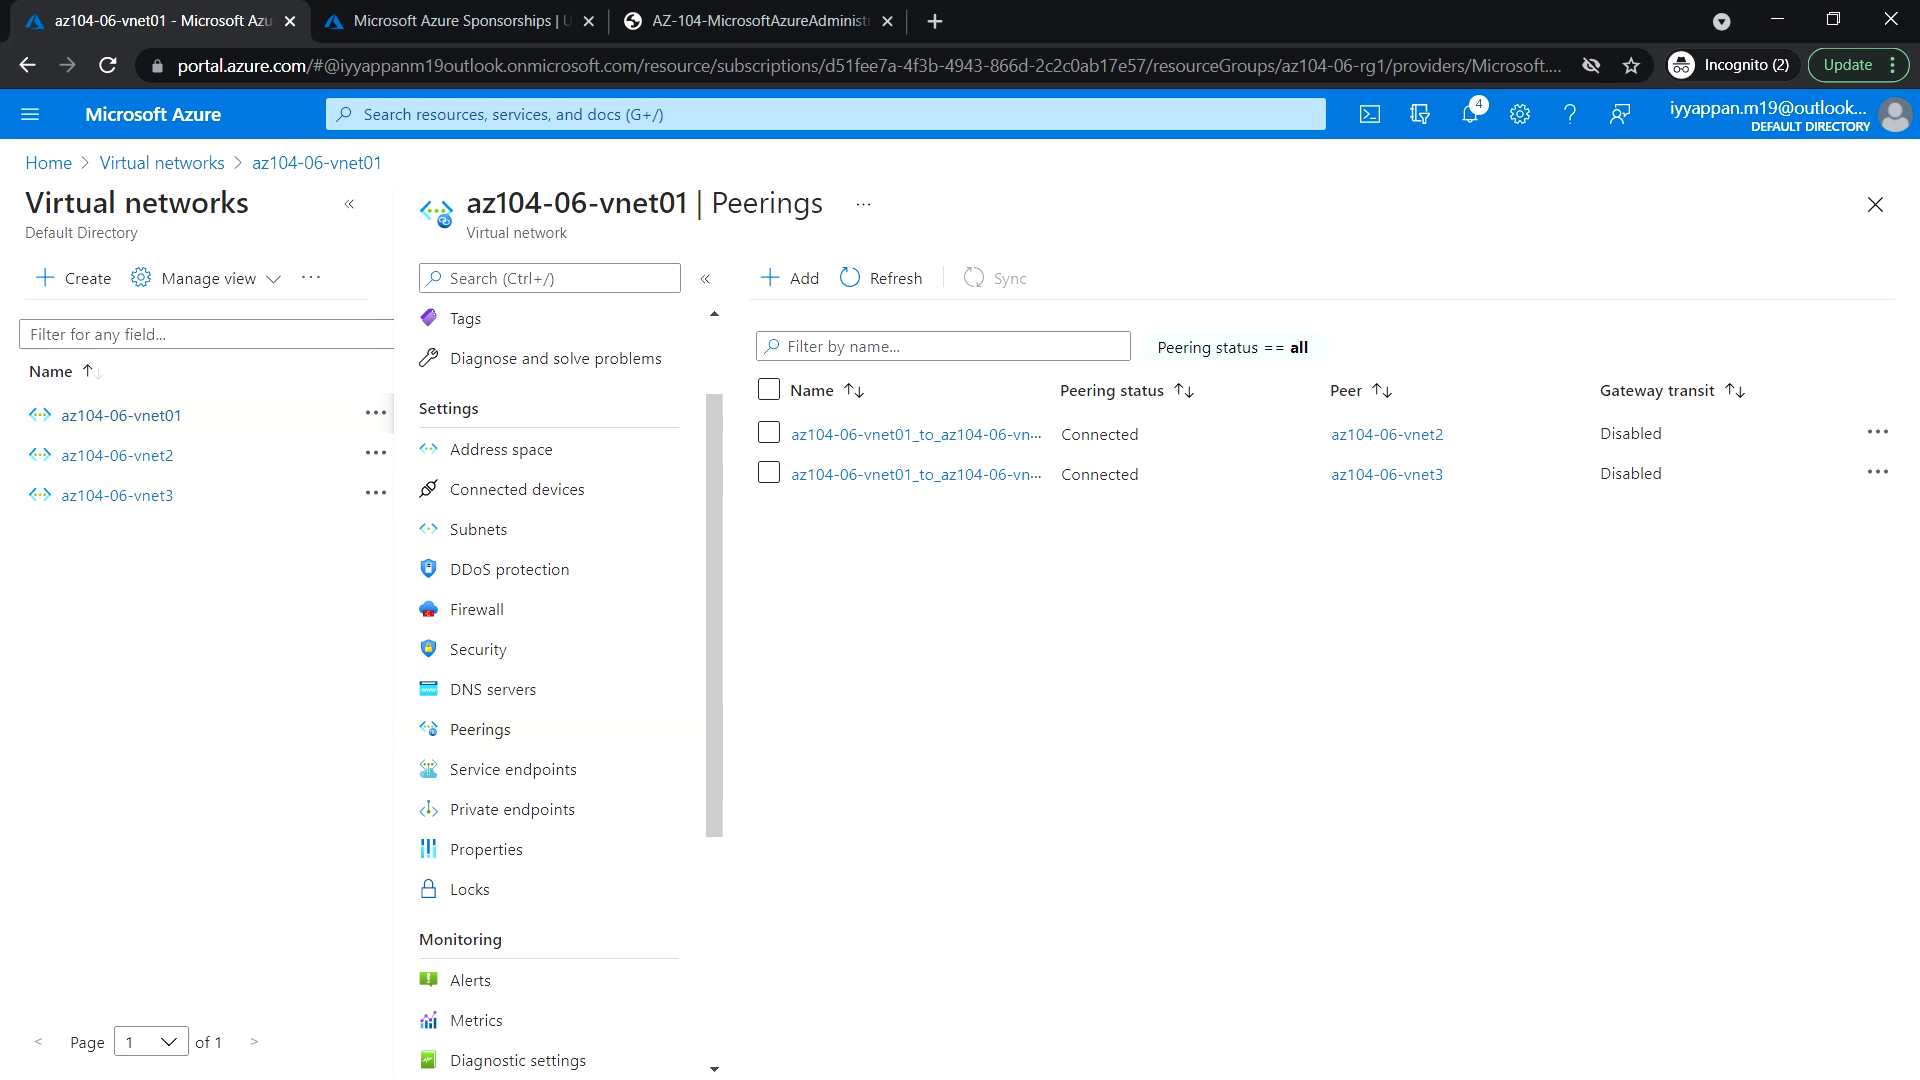 az104-06-vnet01 - Microsoft Azu
Microsoft Azure Sponsorships | U
AZ-104-MicrosoftAzureAdminist
portal.azure.com/#@iyyappanm19outlook.onmicrosoft.com/resource/subscriptions/d51fee7a-4f3b-4943-866d-2c2c0ab17e57/resourceGroups/az104-06-rg1/providers/Microsoft....
Incognito (2)
Update
Microsoft Azure
Search resources, services, and docs (G+/)
4
iyyappan.m19@outlook...
DEFAULT DIRECTORY
Home > Virtual networks > az104-06-vnet01
Virtual networks
Default Directory
«
Create
Manage view
...
Filter for any field...
Name ↑↓
az104-06-vnet01
az104-06-vnet2
az104-06-vnet3
< Page 1 of 1 >
az104-06-vnet01 | Peerings
...
Virtual network
Search (Ctrl+/)
«
Tags
Diagnose and solve problems
Settings
Address space
Connected devices
Subnets
DDoS protection
Firewall
Security
DNS servers
Peerings
Service endpoints
Private endpoints
Properties
Locks
Monitoring
Alerts
Metrics
Diagnostic settings
Add
Refresh
Sync
Filter by name...
Peering status == all
Name ↑↓ Peering status ↑↓ Peer ↑↓ Gateway transit ↑↓
az104-06-vnet01_to_az104-06-vn... Connected az104-06-vnet2 Disabled
az104-06-vnet01_to_az104-06-vn... Connected az104-06-vnet3 Disabled